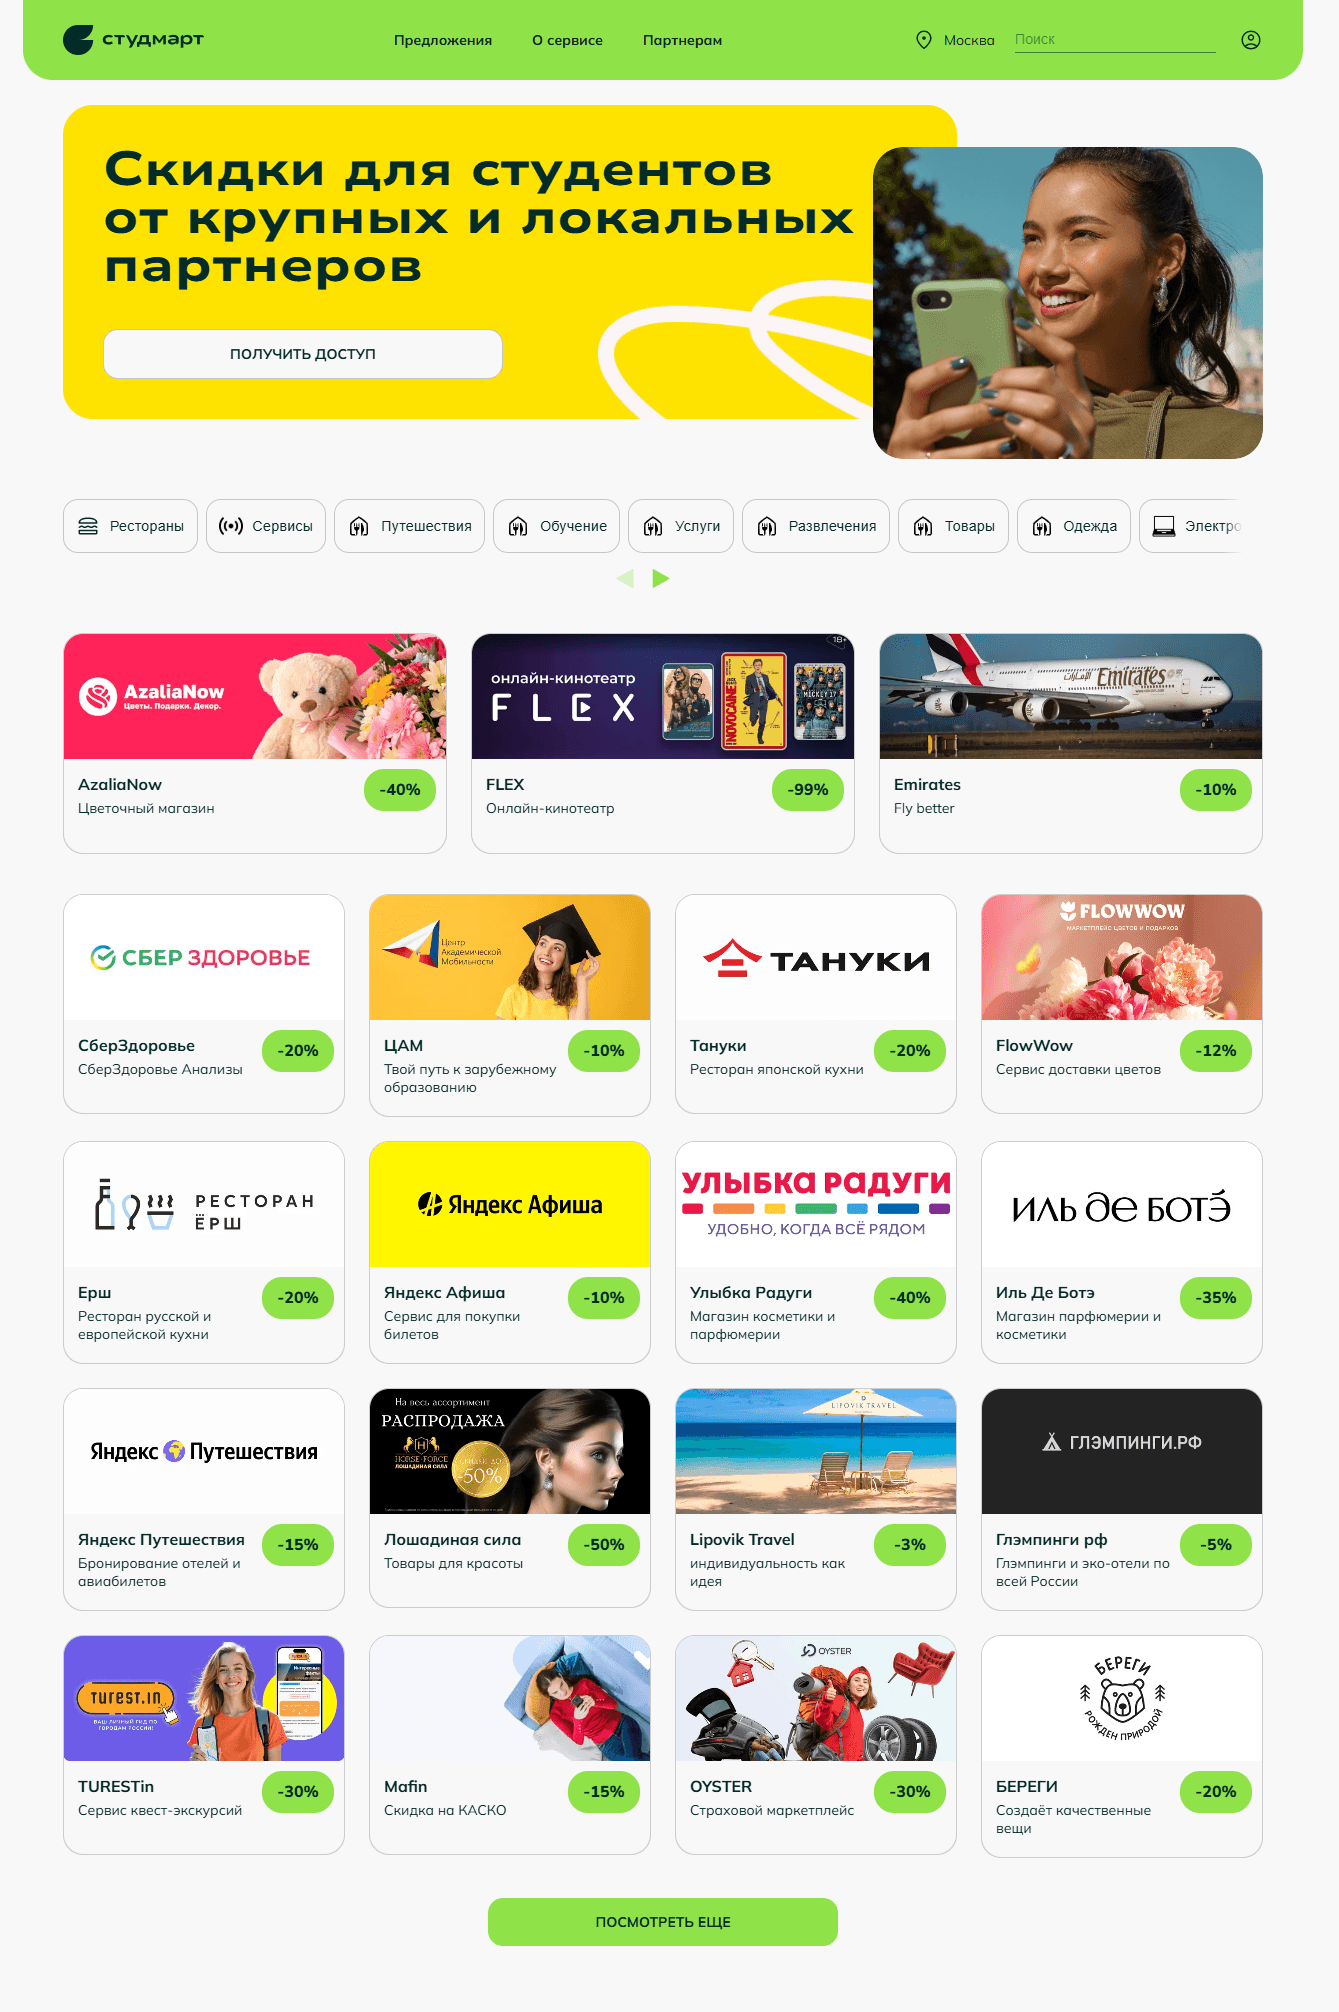 студмарт
Предложения
О сервисе
Партнерам
Москва
Поиск
Скидки для студентов
от крупных и локальных
партнеров
ПОЛУЧИТЬ ДОСТУП
Рестораны
Сервисы
Путешествия
Обучение
Услуги
Развлечения
Товары
Одежда
Электро
AzaliaNow
Цветы. Подарки. Декор.
онлайн-кинотеатр
FLEX
18+
NOVOCAINE
MICKEY 17
Emirates
AzaliaNow
-40%
Цветочный магазин
FLEX
-99%
Онлайн-кинотеатр
Emirates
-10%
Fly better
СБЕР ЗДОРОВЬЕ
Центр
Академической
Мобильности
ТАНУКИ
FLOWWOW
МАРКЕТПЛЕЙС ЦВЕТОВ И ПОДАРКОВ
СберЗдоровье
-20%
СберЗдоровье Анализы
ЦАМ
-10%
Твой путь к зарубежному
образованию
Тануки
-20%
Ресторан японской кухни
FlowWow
-12%
Сервис доставки цветов
РЕСТОРАН
ЁРШ
Яндекс Афиша
УЛЫБКА РАДУГИ
УДОБНО, КОГДА ВСЁ РЯДОМ
ИЛЬ ДЕ БОТЭ
Ерш
-20%
Ресторан русской и
европейской кухни
Яндекс Афиша
-10%
Сервис для покупки
билетов
Улыбка Радуги
-40%
Магазин косметики и
парфюмерии
Иль Де Ботэ
-35%
Магазин парфюмерии и
косметики
Яндекс Путешествия
На весь ассортимент
РАСПРОДАЖА
HORSE FORCE
ЛОШАДИНАЯ СИЛА
СКИДКИ ДО
-50%
LIPOVIK TRAVEL
ГЛЭМПИНГИ.РФ
Яндекс Путешествия
-15%
Бронирование отелей и
авиабилетов
Лошадиная сила
-50%
Товары для красоты
Lipovik Travel
-3%
индивидуальность как
идея
Глэмпинги рф
-5%
Глэмпинги и эко-отели по
всей России
TUREST.IN
ВАШ ЛИЧНЫЙ ГИД ПО
ГОРОДАМ РОССИИ!
Интересные
факты
OYSTER
БЕРЕГИ
РОЖДЕН ПРИРОДОЙ
TURESTin
-30%
Сервис квест-экскурсий
Mafin
-15%
Скидка на КАСКО
OYSTER
-30%
Страховой маркетплейс
БЕРЕГИ
-20%
Создаёт качественные
вещи
ПОСМОТРЕТЬ ЕЩЕ